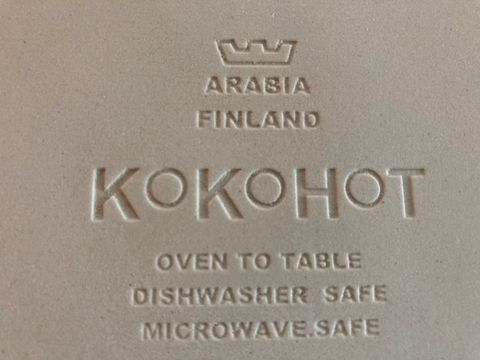 ARABIA
FINLAND
KOKOHOT
OVEN TO TABLE
DISHWASHER SAFE
MICROWAVE.SAFE